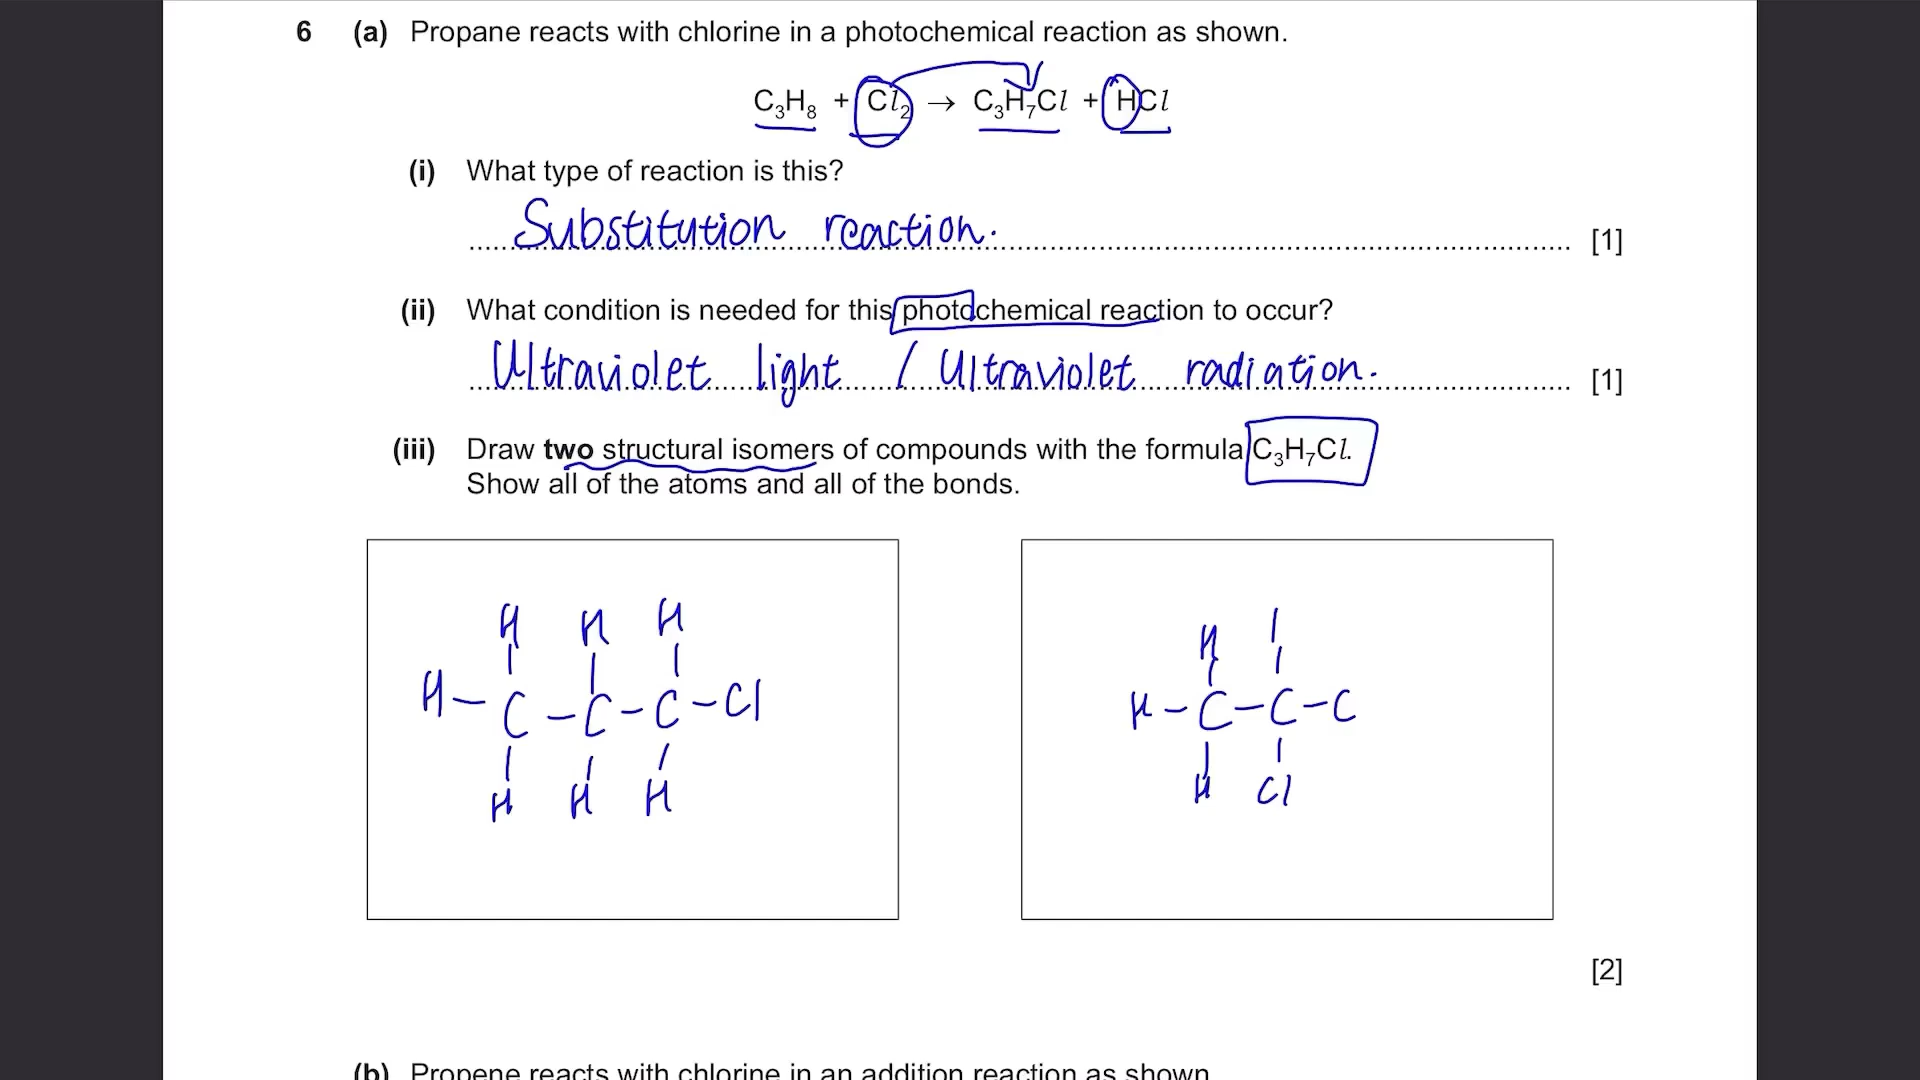 6 (a) Propane reacts with chlorine in a photochemical reaction as shown.
C₃H₈ + Cl₂ → C₃H₇Cl + HCl
(i) What type of reaction is this?
Substitution reaction. [1]
(ii) What condition is needed for this photochemical reaction to occur?
Ultraviolet light / Ultraviolet radiation. [1]
(iii) Draw two structural isomers of compounds with the formula C₃H₇Cl.
Show all of the atoms and all of the bonds.
H H H H
H-C-C-C-Cl H-C-C-C
H H H H Cl
[2]
(b) Propene reacts with chlorine in an addition reaction as shown